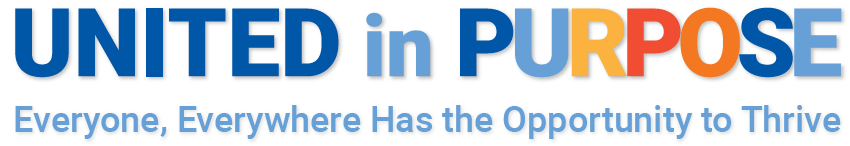 UNITED in PURPOSE
Everyone, Everywhere Has the Opportunity to Thrive